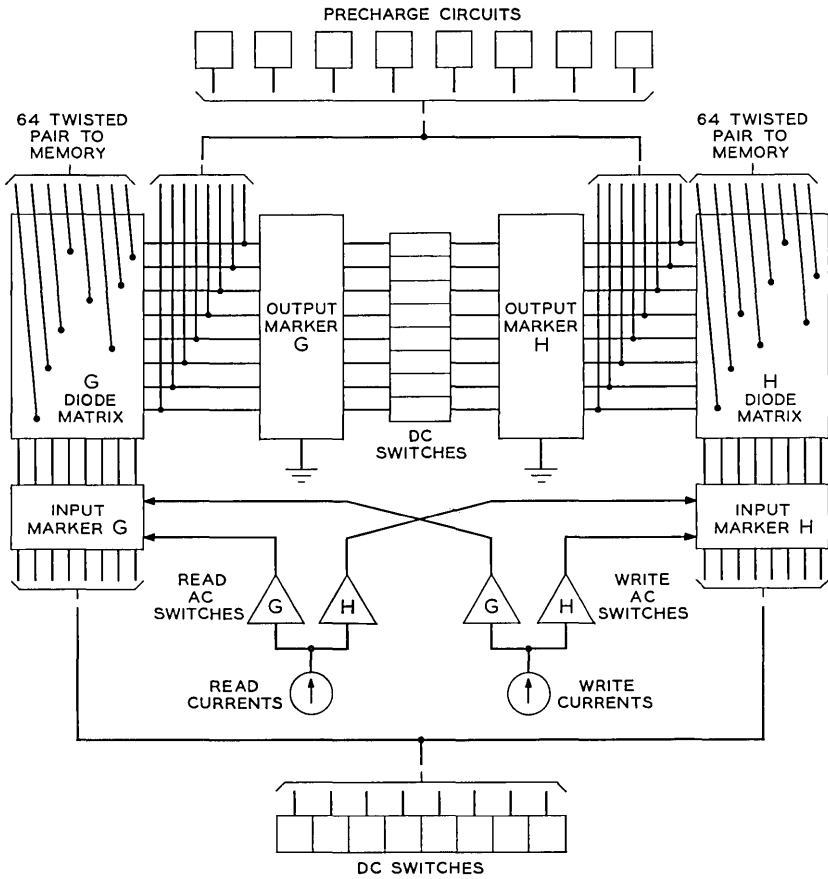 PRECHARGE CIRCUITS
64 TWISTED
PAIR TO
MEMORY
64 TWISTED
PAIR TO
MEMORY
G
DIODE
MATRIX
OUTPUT
MARKER
G
DC
SWITCHES
OUTPUT
MARKER
H
H
DIODE
MATRIX
INPUT
MARKER G
INPUT
MARKER H
READ
AC
SWITCHES
G
H
G
H
WRITE
AC
SWITCHES
READ
CURRENTS
WRITE
CURRENTS
DC SWITCHES